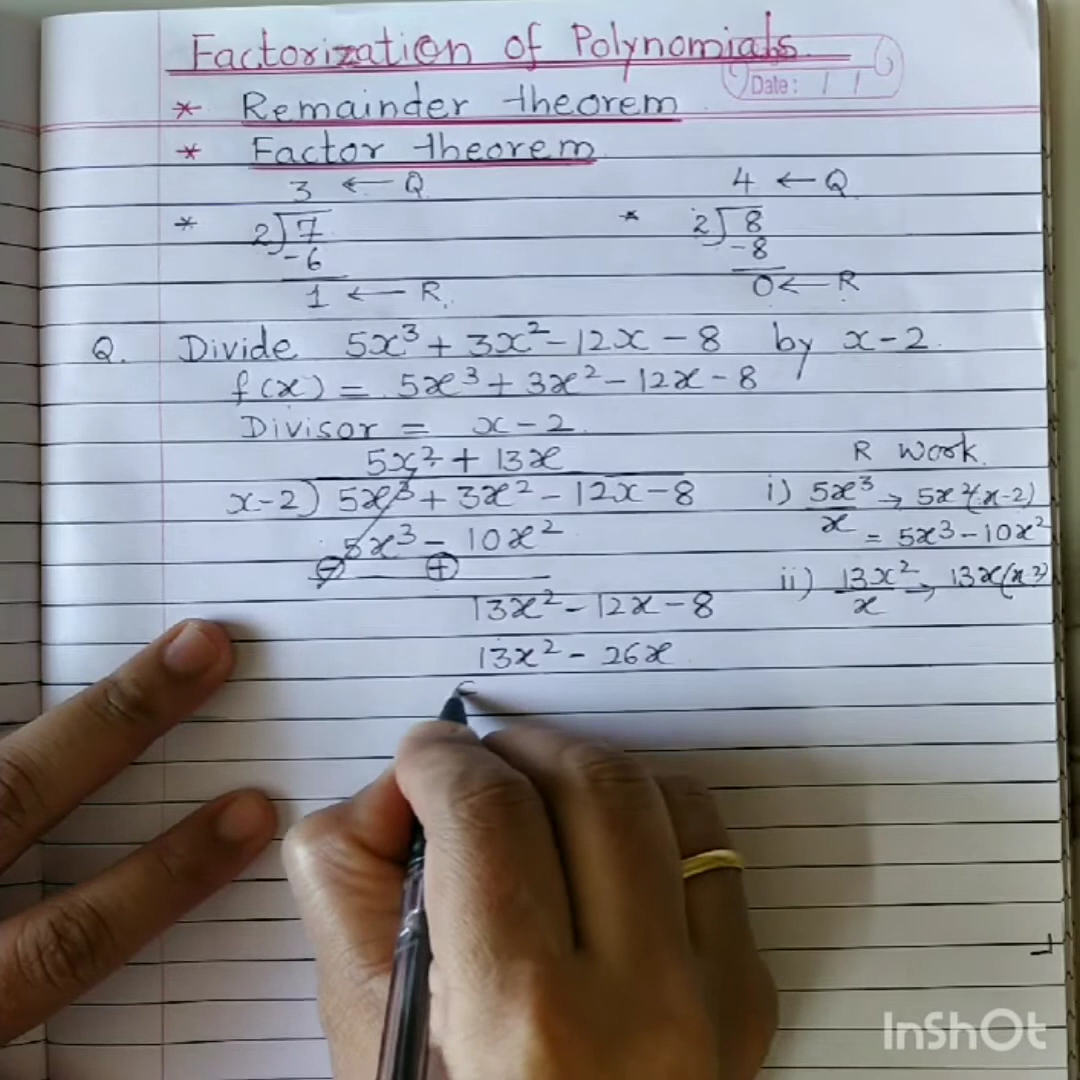 Factorization of Polynomials
Date : / /
* Remainder theorem
* Factor theorem
3 ← Q
4 ← Q
* 2) 7
* 2) 8
-6
-8
1 ← R.
0 ← R
Q. Divide 5x³ + 3x² - 12x - 8 by x-2.
f(x) = 5x³ + 3x² - 12x - 8
Divisor = x - 2
5x² + 13x
R Work.
x-2) 5x³ + 3x² - 12x - 8
i) 5x³/x → 5x²(x-2)
5x³ - 10x²
= 5x³ - 10x²
⊖ ⊕
ii) 13x²/x → 13x(x-2)
13x² - 12x - 8
13x² - 26x
InShOt